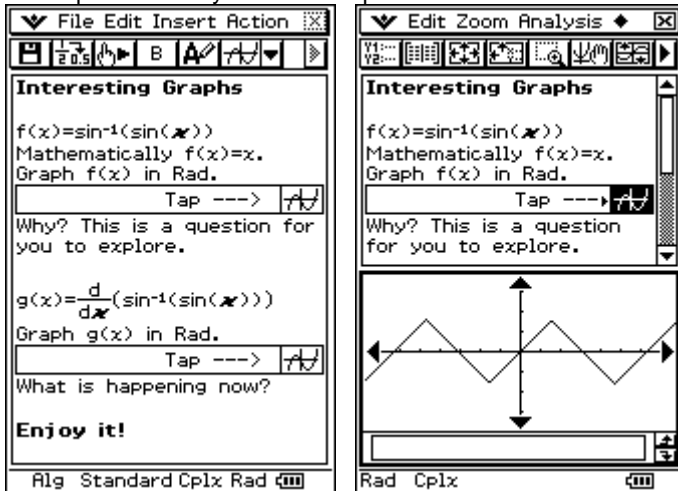 File Edit Insert Action
B
Interesting Graphs
f(x)=sin⁻¹(sin(x))
Mathematically f(x)=x.
Graph f(x) in Rad.
Tap --->
Why? This is a question for
you to explore.
g(x)=d/dx(sin⁻¹(sin(x)))
Graph g(x) in Rad.
Tap --->
What is happening now?
Enjoy it!
Alg Standard Cplx Rad
Edit Zoom Analysis ◆
Interesting Graphs
f(x)=sin⁻¹(sin(x))
Mathematically f(x)=x.
Graph f(x) in Rad.
Tap --->
Why? This is a question
for you to explore.
Rad Cplx